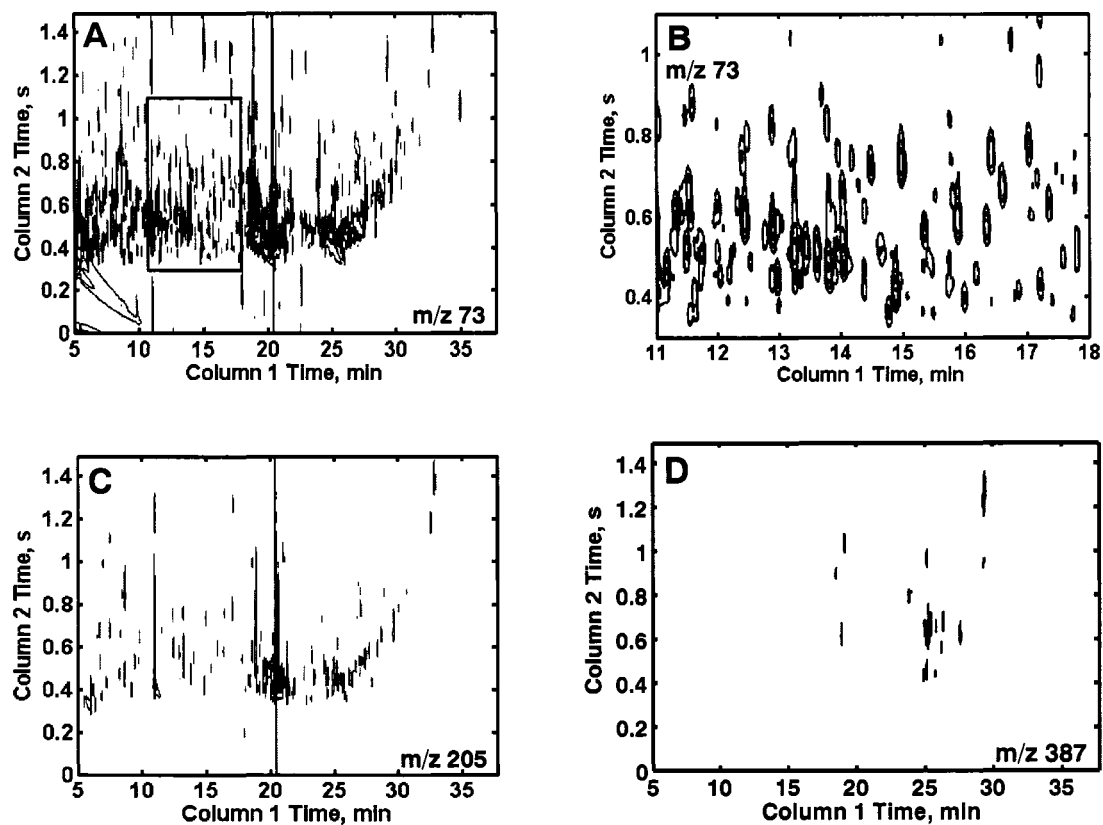 A
m/z 73
Column 2 Time, s
1.4
1.2
1
0.8
0.6
0.4
0.2
0
5 10 15 20 25 30 35
Column 1 Time, min
B
m/z 73
Column 2 Time, s
1
0.8
0.6
0.4
11 12 13 14 15 16 17 18
Column 1 Time, min
C
m/z 205
Column 2 Time, s
1.4
1.2
1
0.8
0.6
0.4
0.2
0
5 10 15 20 25 30 35
Column 1 Time, min
D
m/z 387
Column 2 Time, s
1.4
1.2
1
0.8
0.6
0.4
0.2
0
5 10 15 20 25 30 35
Column 1 Time, min